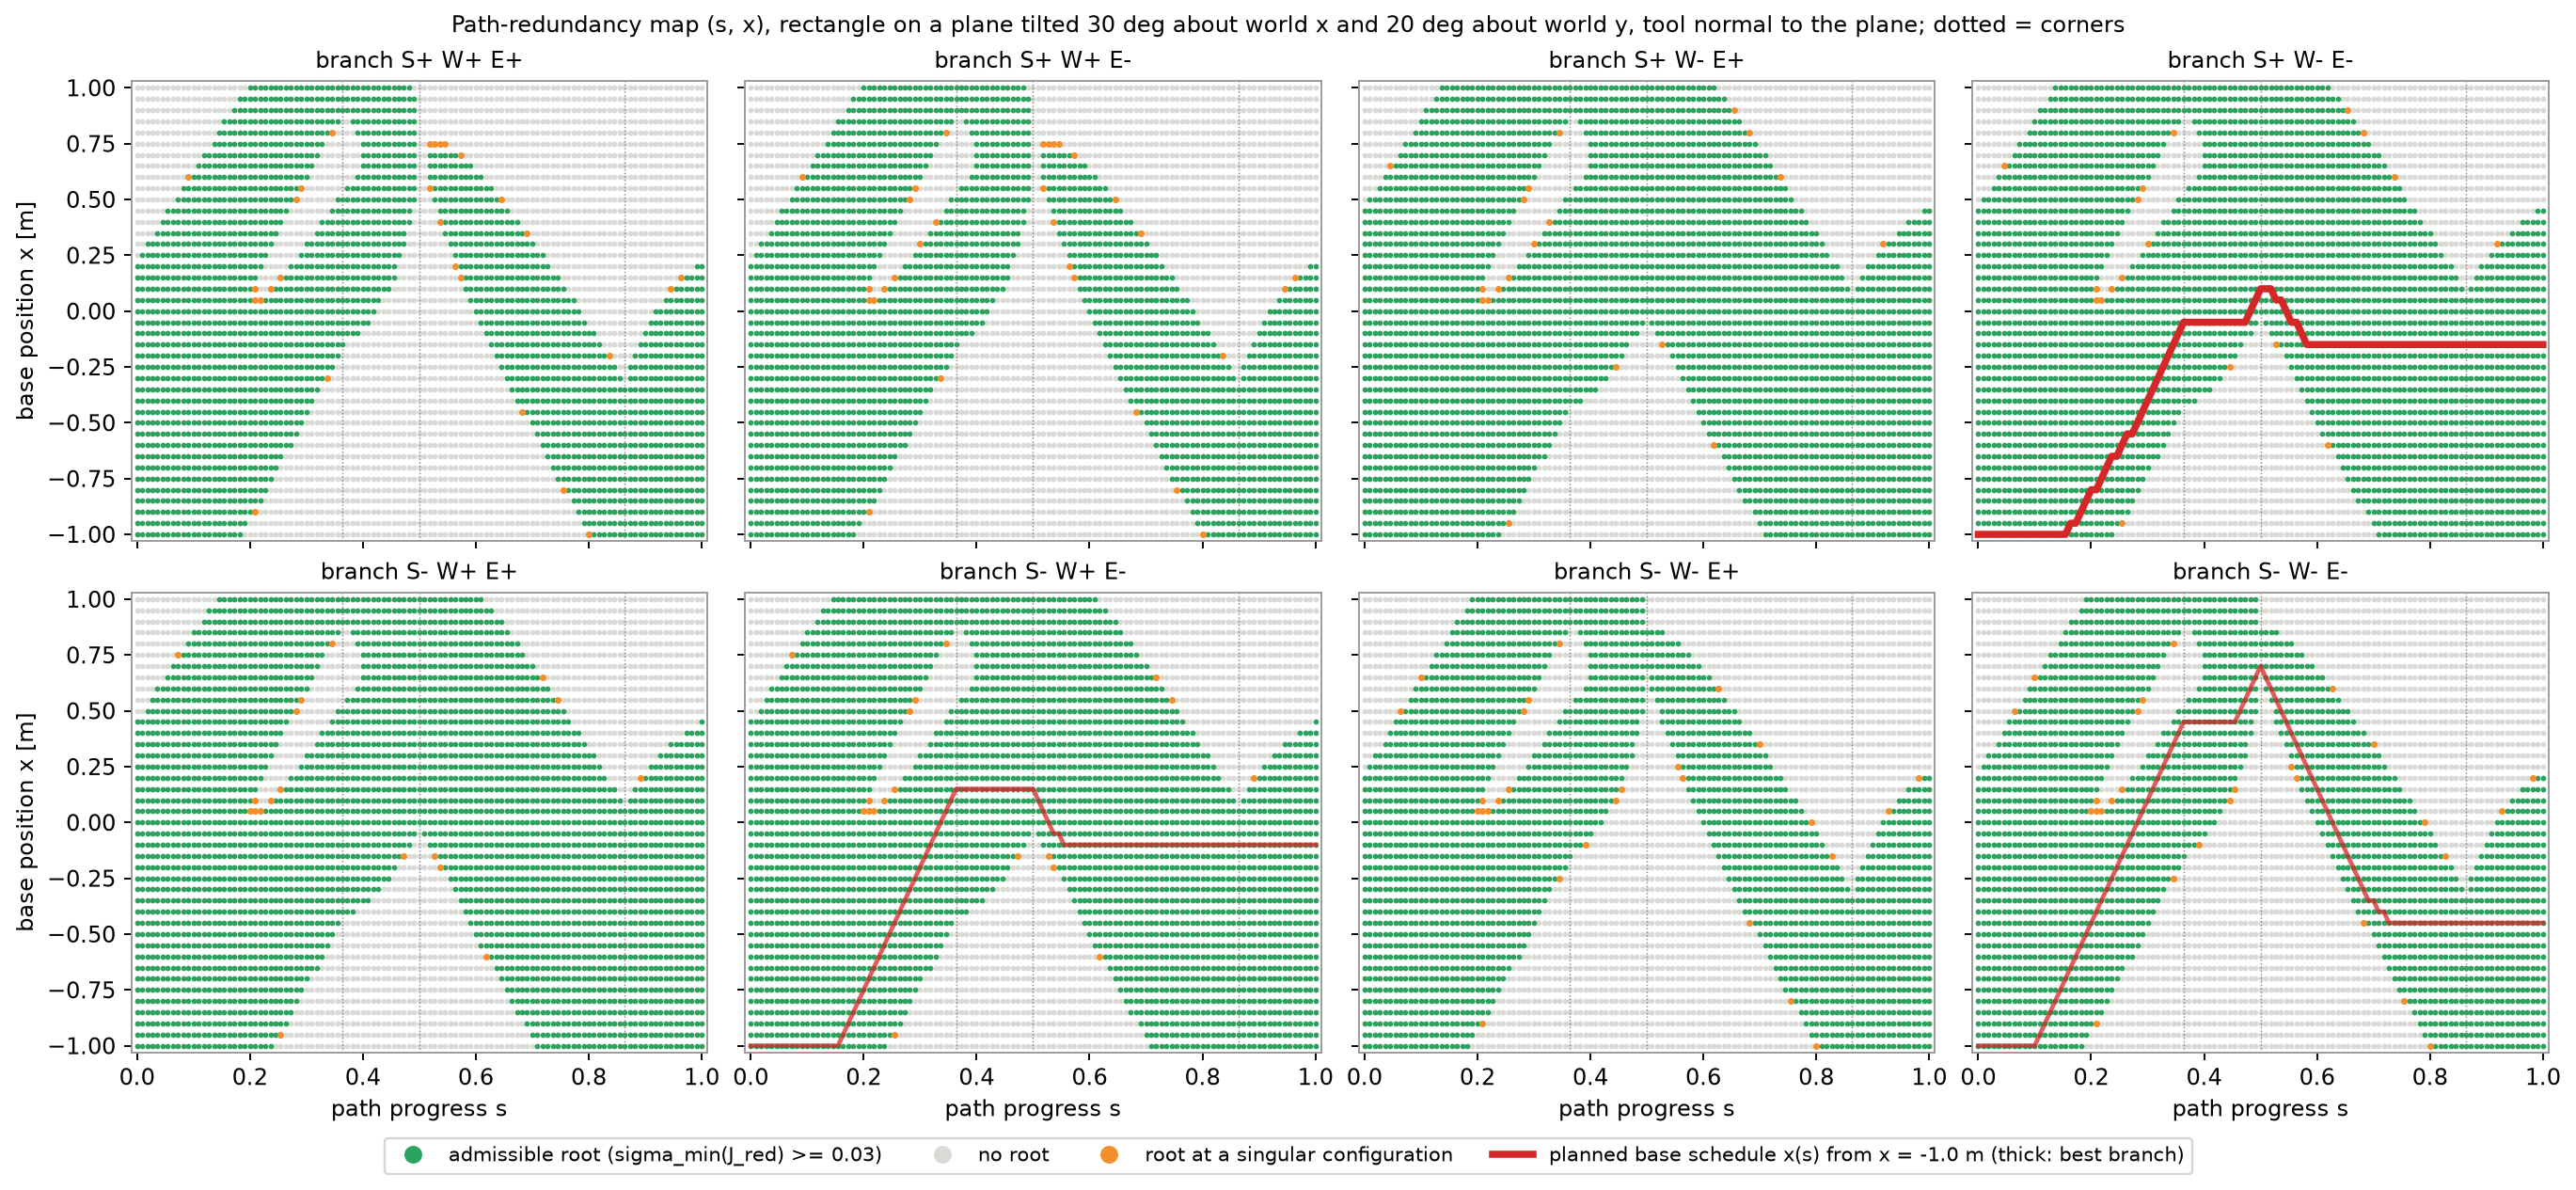 Path-redundancy map (s, x), rectangle on a plane tilted 30 deg about world x and 20 deg about world y, tool normal to the plane; dotted = corners
branch S+ W+ E+
branch S+ W+ E-
branch S+ W- E+
branch S+ W- E-
1.00
0.75
0.50
0.25
0.00
−0.25
−0.50
−0.75
−1.00
base position x [m]
branch S- W+ E+
branch S- W+ E-
branch S- W- E+
branch S- W- E-
1.00
0.75
0.50
0.25
0.00
−0.25
−0.50
−0.75
−1.00
base position x [m]
0.0 0.2 0.4 0.6 0.8 1.0
0.0 0.2 0.4 0.6 0.8 1.0
0.0 0.2 0.4 0.6 0.8 1.0
0.0 0.2 0.4 0.6 0.8 1.0
path progress s
path progress s
path progress s
path progress s
admissible root (sigma_min(J_red) >= 0.03)
no root
root at a singular configuration
planned base schedule x(s) from x = -1.0 m (thick: best branch)